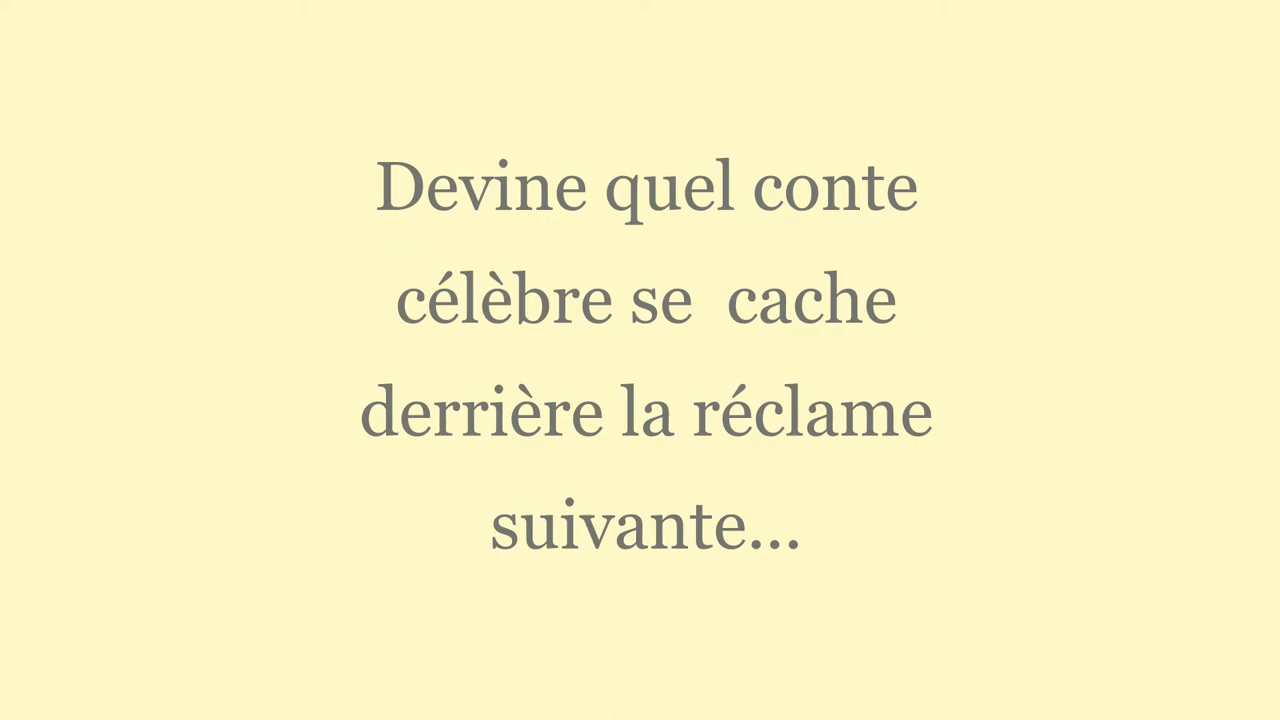 Devine quel conte
célèbre se  cache
derrière la réclame
suivante...